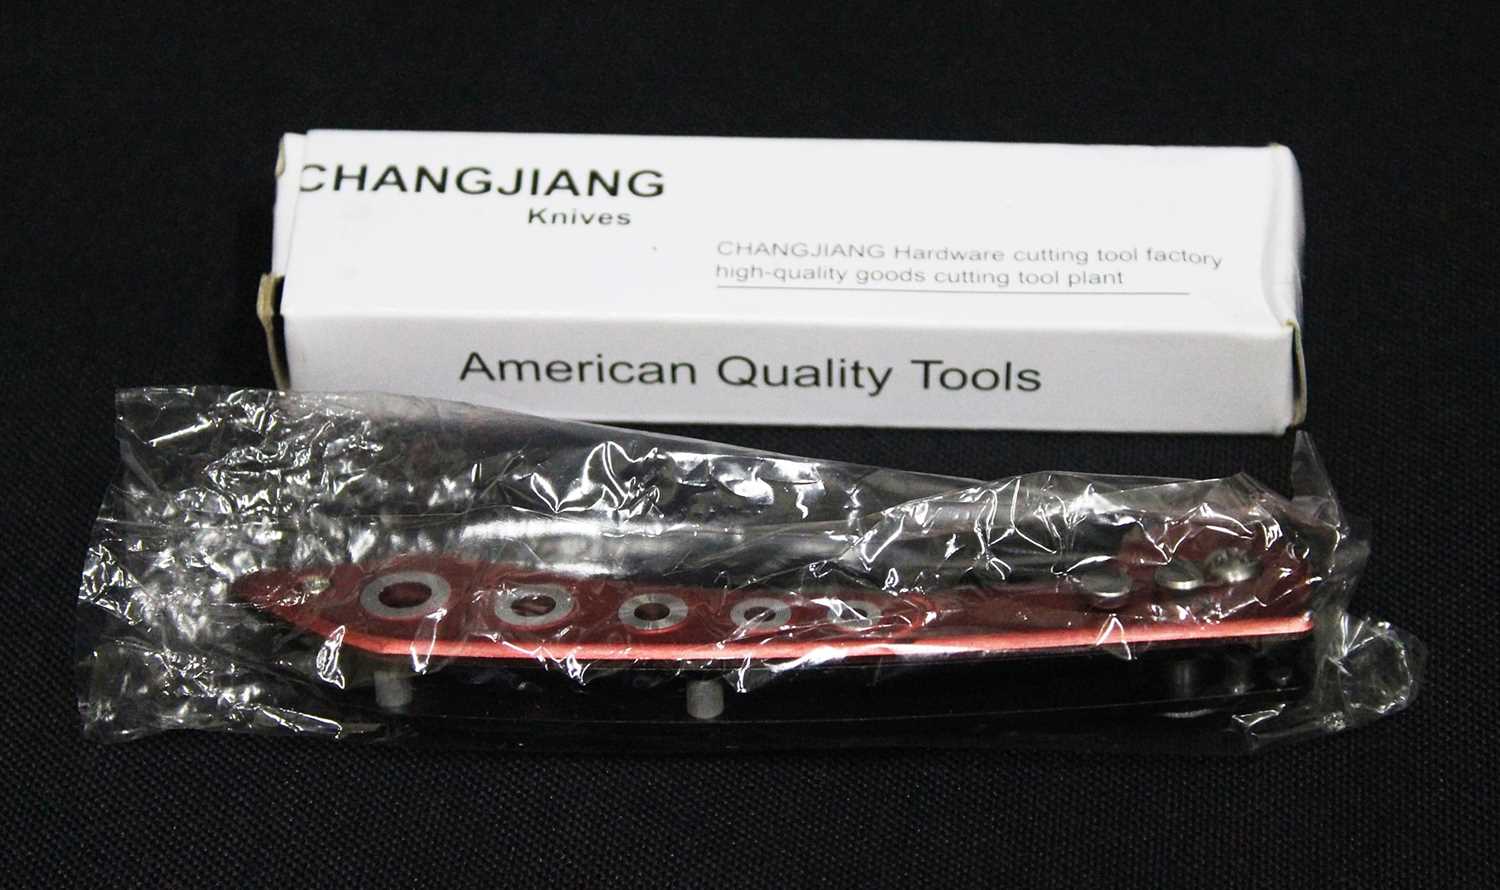 CHANGJIANG
Knives
CHANGJIANG Hardware cutting tool factory
high-quality goods cutting tool plant
American Quality Tools